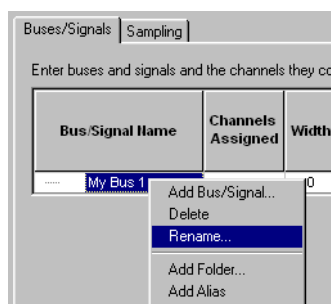 Buses/Signals Sampling
Enter buses and signals and the channels they co
Bus/Signal Name Channels Assigned Width
My Bus 1 0
Add Bus/Signal...
Delete
Rename...
Add Folder...
Add Alias